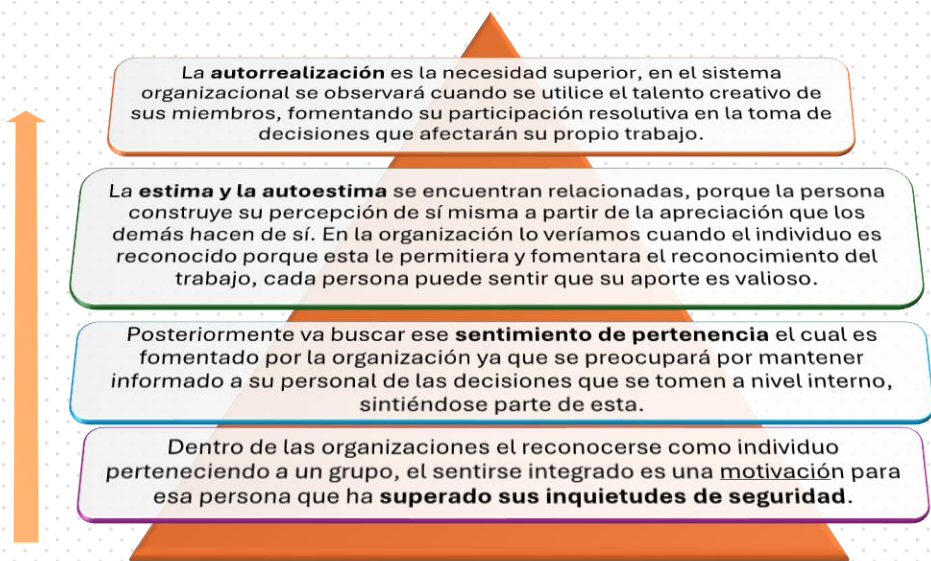 La autorrealización es la necesidad superior, en el sistema
organizacional se observará cuando se utilice el talento creativo de
sus miembros, fomentando su participación resolutiva en la toma de
decisiones que afectarán su propio trabajo.
La estima y la autoestima se encuentran relacionadas, porque la persona
construye su percepción de sí misma a partir de la apreciación que los
demás hacen de sí. En la organización lo veríamos cuando el individuo es
reconocido porque esta le permitiera y fomentara el reconocimiento del
trabajo, cada persona puede sentir que su aporte es valioso.
Posteriormente va buscar ese sentimiento de pertenencia el cual es
fomentado por la organización ya que se preocupará por mantener
informado a su personal de las decisiones que se tomen a nivel interno,
sintiéndose parte de esta.
Dentro de las organizaciones el reconocerse como individuo
perteneciendo a un grupo, el sentirse integrado es una motivación para
esa persona que ha superado sus inquietudes de seguridad.